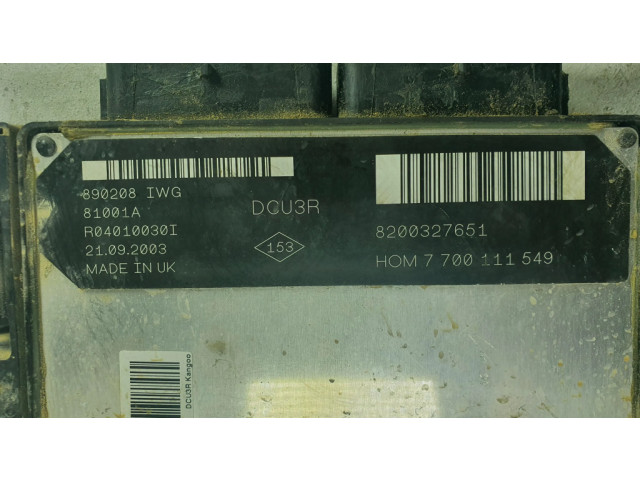 890208 IWG
81001A
R04010030I
21.09.2003
MADE IN UK
DCU3R
153
8200327651
HOM 7 700 111 549
DCU3R Kangoo